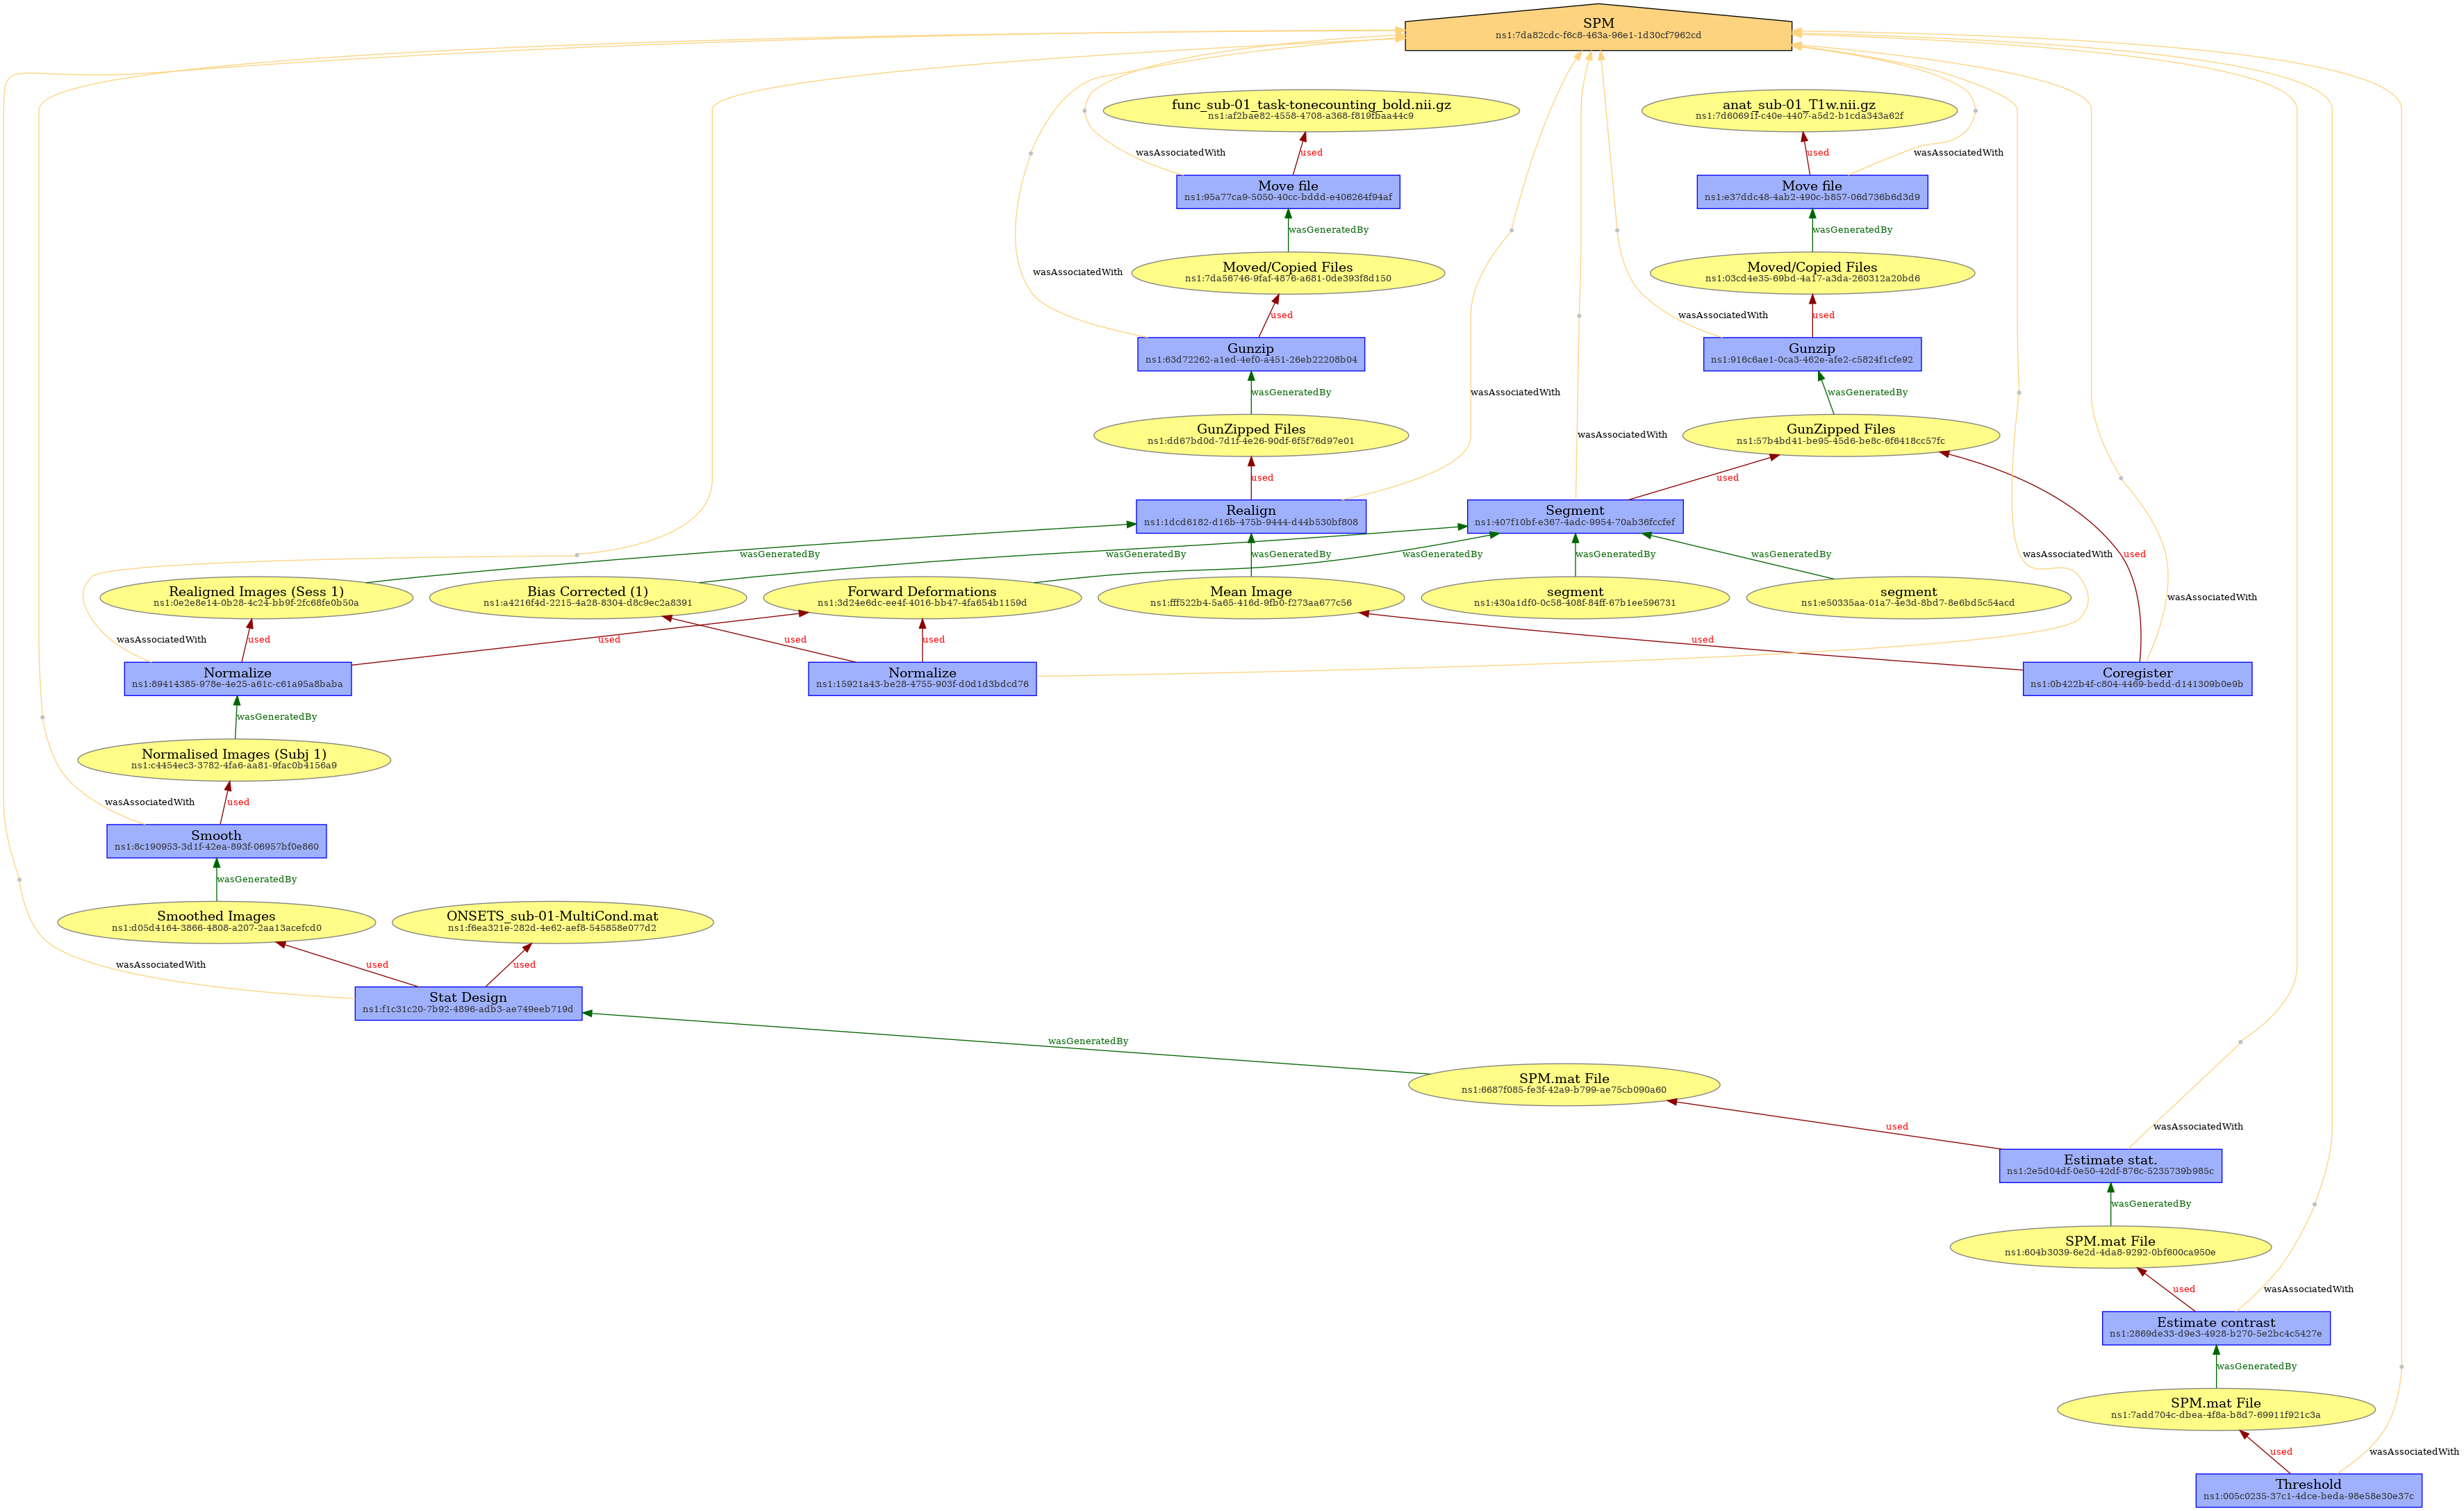 SPM
ns1:7da82cdc-f6c8-463a-96e1-1d30cf7962cd
func_sub-01_task-tonecounting_bold.nii.gz
ns1:af2bae82-4558-4708-a368-f819fbaa44c9
anat_sub-01_T1w.nii.gz
ns1:7d60691f-c40e-4407-a5d2-b1cda343a62f
wasAssociatedWith
used
used
wasAssociatedWith
Move file
ns1:95a77ca9-5050-40cc-bddd-e406264f94af
Move file
ns1:e37ddc48-4ab2-490c-b857-06d736b6d3d9
wasGeneratedBy
wasGeneratedBy
wasAssociatedWith
Moved/Copied Files
ns1:7da56746-9faf-4876-a681-0de393f8d150
Moved/Copied Files
ns1:03cd4e35-69bd-4a17-a3da-260312a20bd6
used
wasAssociatedWith
used
Gunzip
ns1:63d72262-a1ed-4ef0-a451-26eb22208b04
Gunzip
ns1:916c6ae1-0ca3-462e-afe2-c5824f1cfe92
wasGeneratedBy
wasAssociatedWith
wasGeneratedBy
GunZipped Files
ns1:dd67bd0d-7d1f-4e26-90df-6f5f76d97e01
wasAssociatedWith
GunZipped Files
ns1:57b4bd41-be95-45d6-be8c-6f6418cc57fc
used
used
Realign
ns1:1dcd6182-d16b-475b-9444-d44b530bf808
Segment
ns1:407f10bf-e367-4adc-9954-70ab36fccfef
wasGeneratedBy
wasGeneratedBy
wasGeneratedBy
wasGeneratedBy
wasGeneratedBy
wasGeneratedBy
wasAssociatedWith
used
Realigned Images (Sess 1)
ns1:0e2e8e14-0b28-4c24-bb9f-2fc68fe0b50a
Bias Corrected (1)
ns1:a4216f4d-2215-4a28-8304-d8c9ec2a8391
Forward Deformations
ns1:3d24e6dc-ee4f-4016-bb47-4fa654b1159d
Mean Image
ns1:fff522b4-5a65-416d-9fb0-f273aa677c56
segment
ns1:430a1df0-0c58-408f-84ff-67b1ee596731
segment
ns1:e50335aa-01a7-4e3d-8bd7-8e6bd5c54acd
wasAssociatedWith
wasAssociatedWith
used
used
used
used
used
Normalize
ns1:89414385-978e-4e25-a61c-c61a95a8baba
Normalize
ns1:15921a43-be28-4755-903f-d0d1d3bdcd76
Coregister
ns1:0b422b4f-c804-4469-bedd-d141309b0e9b
wasGeneratedBy
Normalised Images (Subj 1)
ns1:c4454ec3-3782-4fa6-aa81-9fac0b4156a9
wasAssociatedWith
used
Smooth
ns1:8c190953-3d1f-42ea-893f-06957bf0e860
wasGeneratedBy
Smoothed Images
ns1:d05d4164-3866-4808-a207-2aa13acefcd0
ONSETS_sub-01-MultiCond.mat
ns1:f6ea321e-282d-4e62-aef8-545858e077d2
wasAssociatedWith
used
used
Stat Design
ns1:f1c31c20-7b92-4896-adb3-ae749eeb719d
wasGeneratedBy
SPM.mat File
ns1:6687f085-fe3f-42a9-b799-ae75cb090a60
used
wasAssociatedWith
Estimate stat.
ns1:2e5d04df-0e50-42df-876c-5235739b985c
wasGeneratedBy
SPM.mat File
ns1:604b3039-6e2d-4da8-9292-0bf600ca950e
used
wasAssociatedWith
Estimate contrast
ns1:2869de33-d9e3-4928-b270-5e2bc4c5427e
wasGeneratedBy
SPM.mat File
ns1:7add704c-dbea-4f8a-b8d7-69911f921c3a
used
wasAssociatedWith
Threshold
ns1:005c0235-37c1-4dce-beda-98e58e30e37c